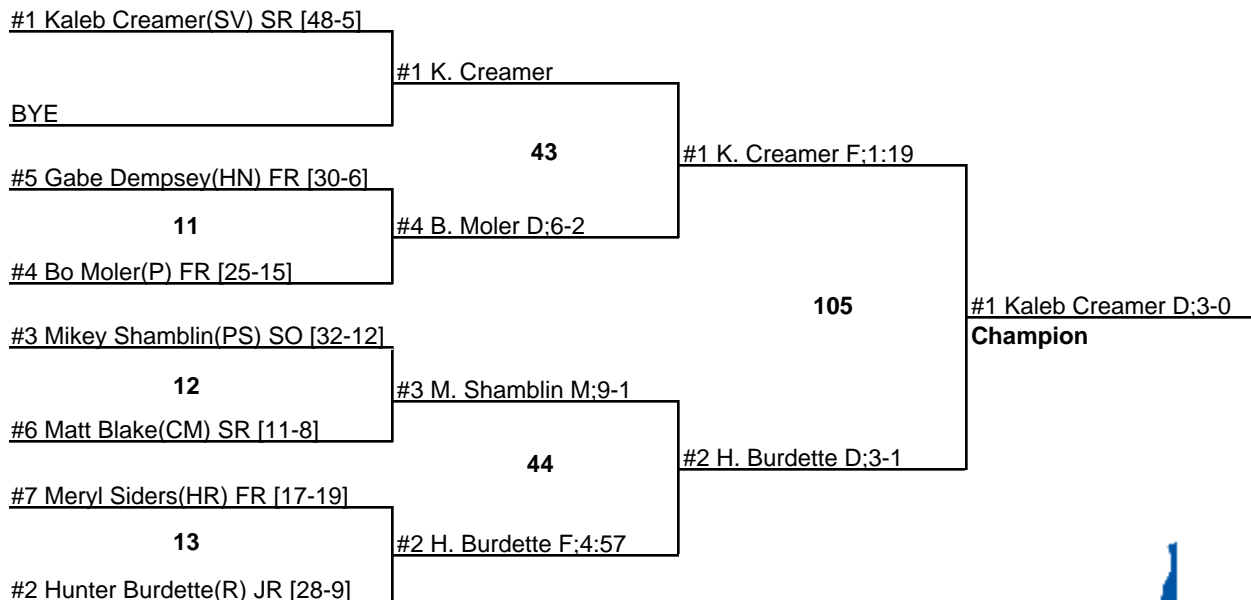 #1 Kaleb Creamer(SV) SR [48-5]
#1 K. Creamer
BYE
43
#1 K. Creamer F;1:19
#5 Gabe Dempsey(HN) FR [30-6]
11
#4 B. Moler D;6-2
#4 Bo Moler(P) FR [25-15]
105
#1 Kaleb Creamer D;3-0
Champion
#3 Mikey Shamblin(PS) SO [32-12]
12
#3 M. Shamblin M;9-1
#6 Matt Blake(CM) SR [11-8]
44
#2 H. Burdette D;3-1
#7 Meryl Siders(HR) FR [17-19]
13
#2 H. Burdette F;4:57
#2 Hunter Burdette(R) JR [28-9]